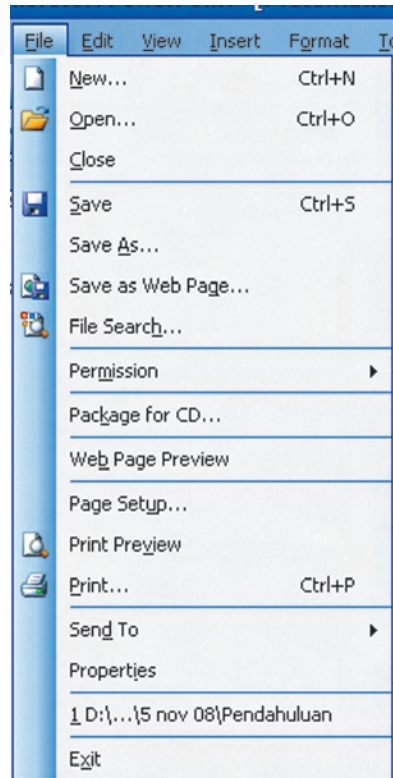 File Edit View Insert Format
New... Ctrl+N
Open... Ctrl+O
Close
Save Ctrl+S
Save As...
Save as Web Page...
File Search...
Permission
Package for CD...
Web Page Preview
Page Setup...
Print Preview
Print... Ctrl+P
Send To
Properties
1 D:\...\5 nov 08\Pendahuluan
Exit